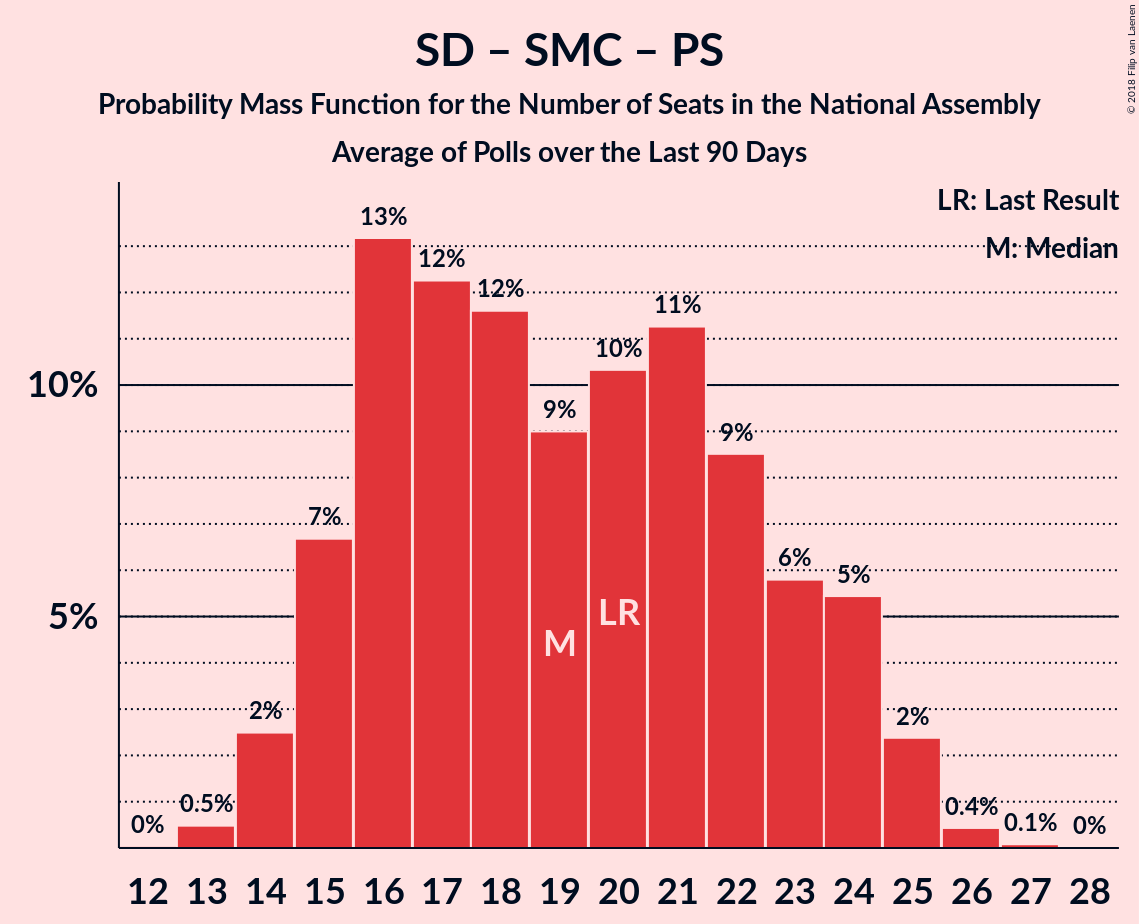 SD – SMC – PS
Probability Mass Function for the Number of Seats in the National Assembly
Average of Polls over the Last 90 Days
© 2018 Filip van Laenen
LR: Last Result
M: Median
13%
12%
12%
11%
10%
10%
9%
9%
7%
6%
5%
5%
LR
M
2%
2%
0.5%
0.4%
0.1%
0%
0%
12 13 14 15 16 17 18 19 20 21 22 23 24 25 26 27 28